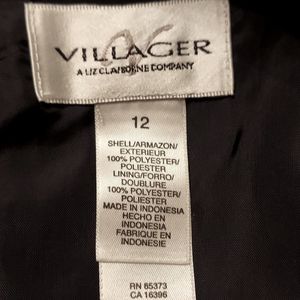 VILLAGER
A LIZ CLAIBORNE COMPANY
12
SHELL/ARMAZON/
EXTERIEUR
100% POLYESTER/
POLIESTER
LINING/FORRO/
DOUBLURE
100% POLYESTER/
POLIESTER
MADE IN INDONESIA
HECHO EN
INDONESIA
FABRIQUE EN
INDONESIE
RN 65373
CA 16396